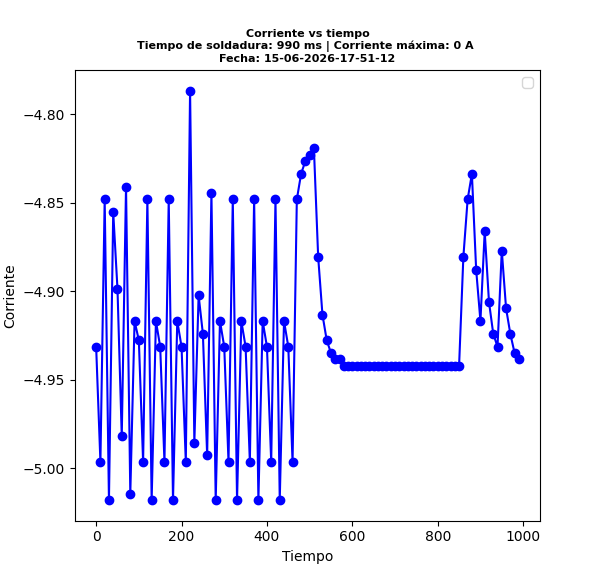 Corriente vs tiempo
Tiempo de soldadura: 990 ms | Corriente máxima: 0 A
Fecha: 15-06-2026-17-51-12
−4.80
−4.85
−4.90
−4.95
−5.00
Corriente
0 200 400 600 800 1000
Tiempo